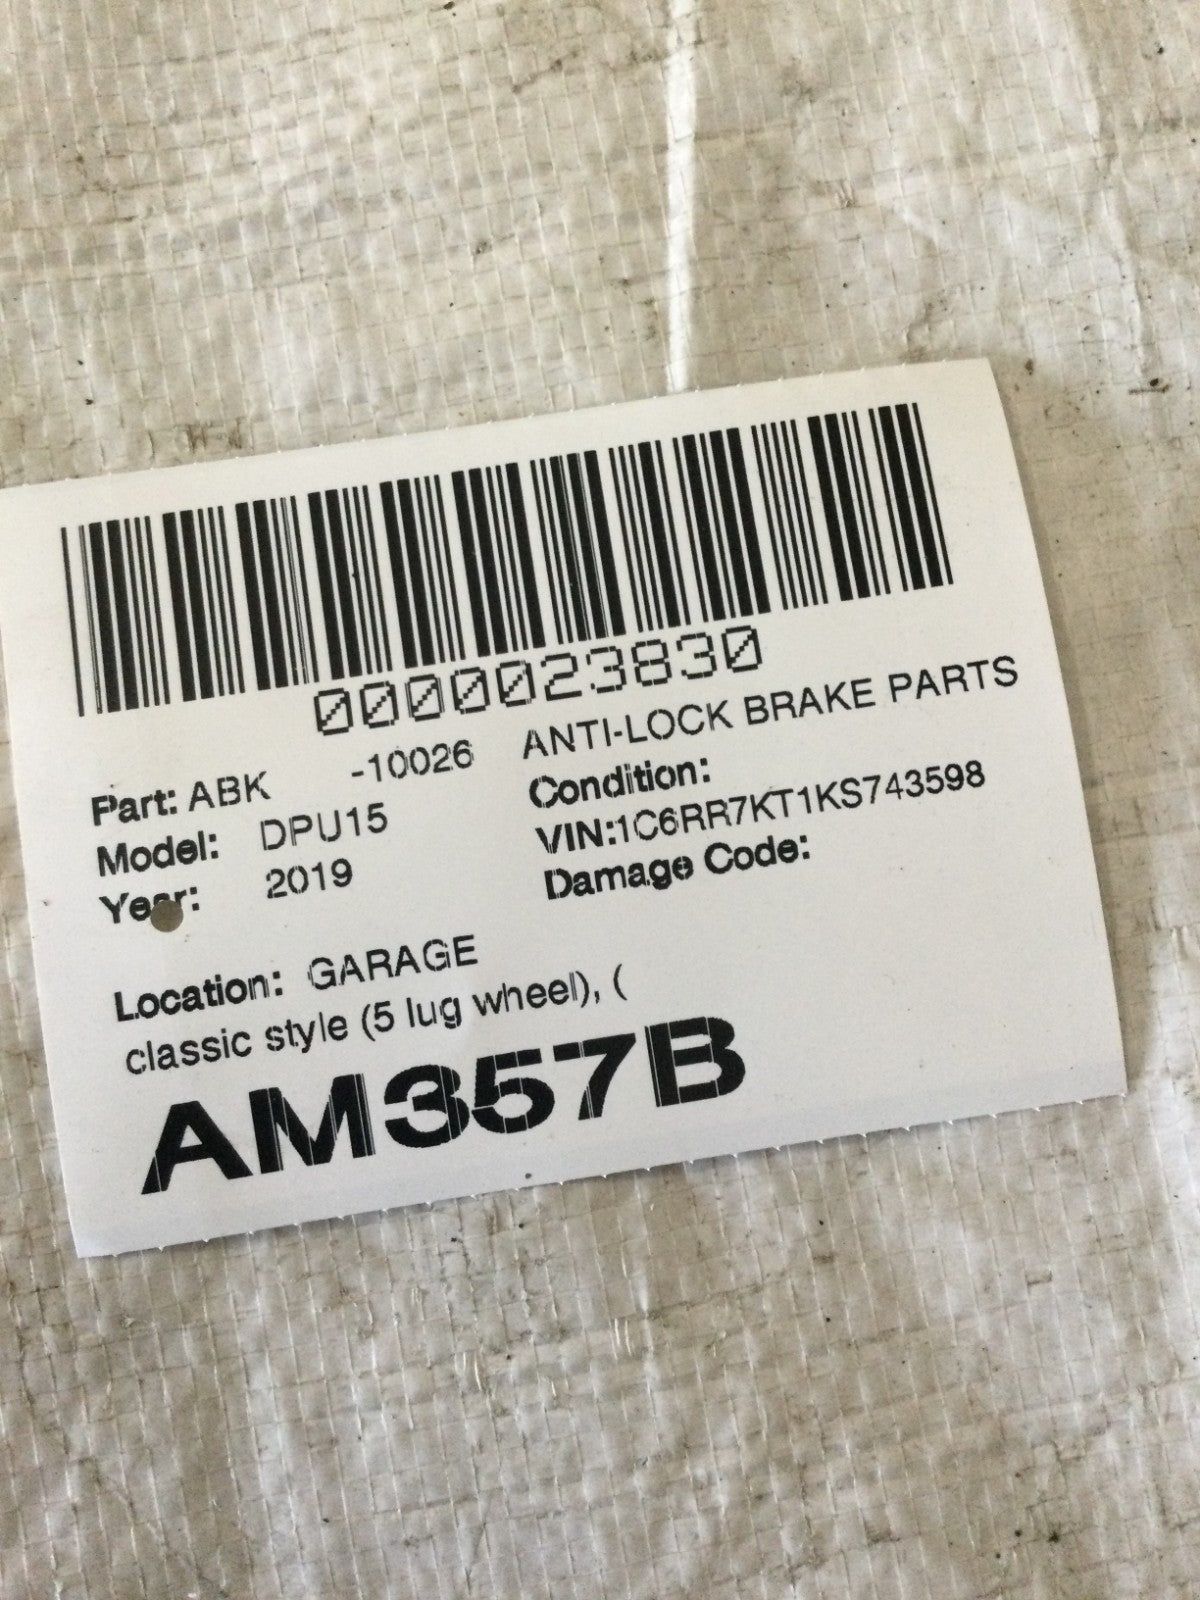 0000023830
Part: ABK -10026 ANTI-LOCK BRAKE PARTS
Model: DPU15 Condition:
Year: 2019 VIN:1C6RR7KT1KS743598
Damage Code:
Location: GARAGE
classic style (5 lug wheel), (
AM357B